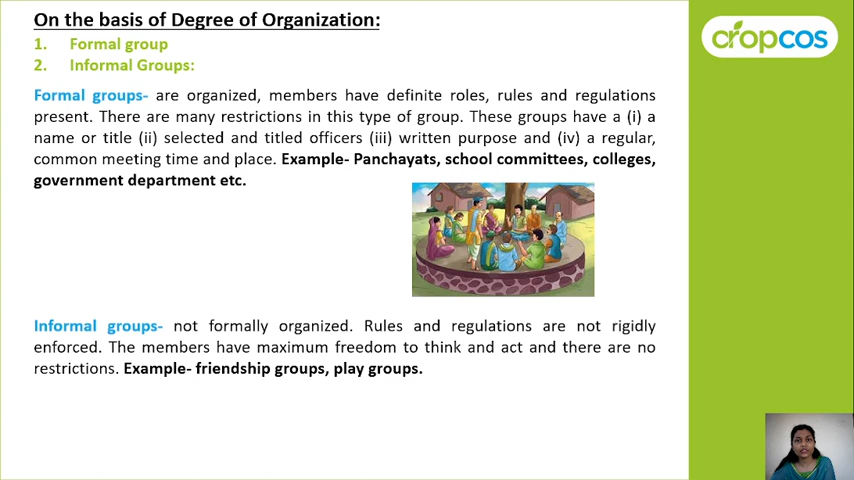 On the basis of Degree of Organization:
1. Formal group
2. Informal Groups:
cropcos
Formal groups- are organized, members have definite roles, rules and regulations
present. There are many restrictions in this type of group. These groups have a (i) a
name or title (ii) selected and titled officers (iii) written purpose and (iv) a regular,
common meeting time and place. Example- Panchayats, school committees, colleges,
government department etc.
Informal groups- not formally organized. Rules and regulations are not rigidly
enforced. The members have maximum freedom to think and act and there are no
restrictions. Example- friendship groups, play groups.